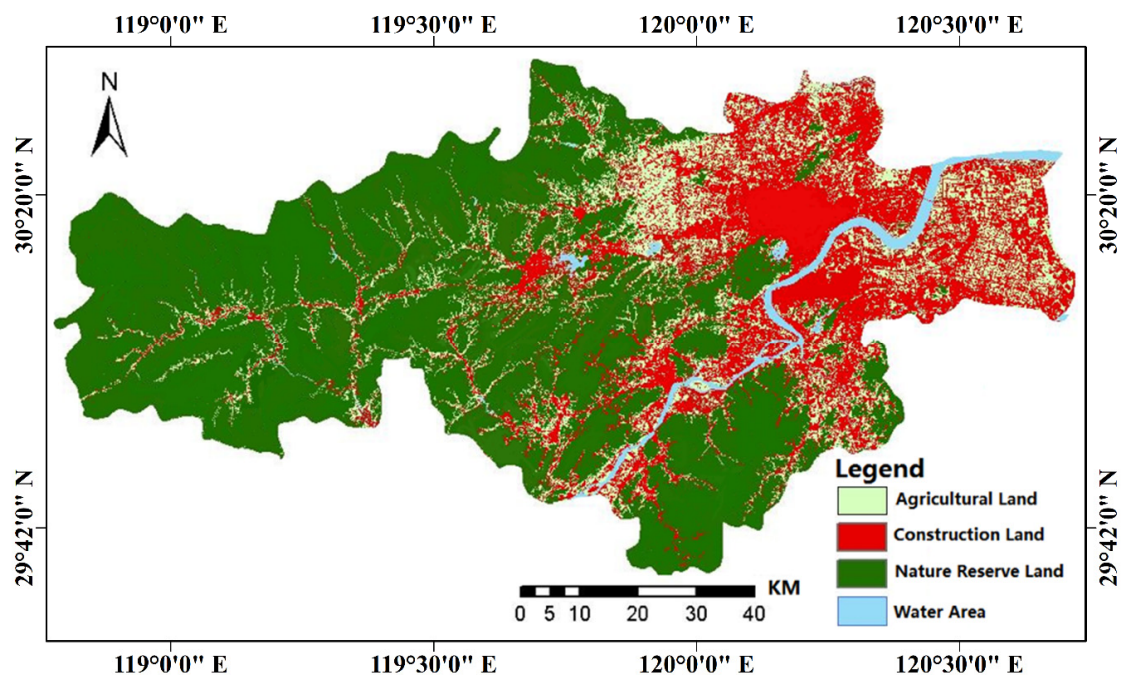 119°0'0" E 119°30'0" E 120°0'0" E 120°30'0" E
N
30°20'0" N
30°20'0" N
29°42'0" N
29°42'0" N
Legend
Agricultural Land
Construction Land
Nature Reserve Land
Water Area
KM
0 5 10 20 30 40
119°0'0" E 119°30'0" E 120°0'0" E 120°30'0" E